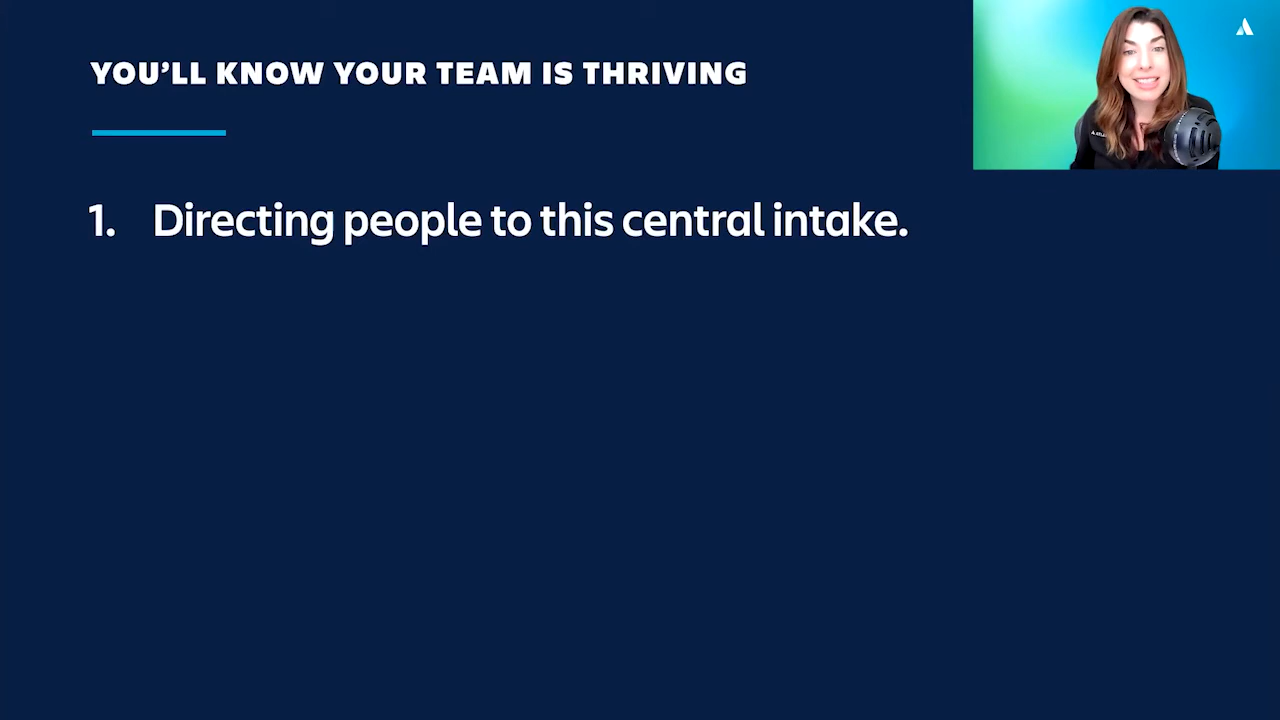 YOU'LL KNOW YOUR TEAM IS THRIVING
1. Directing people to this central intake.